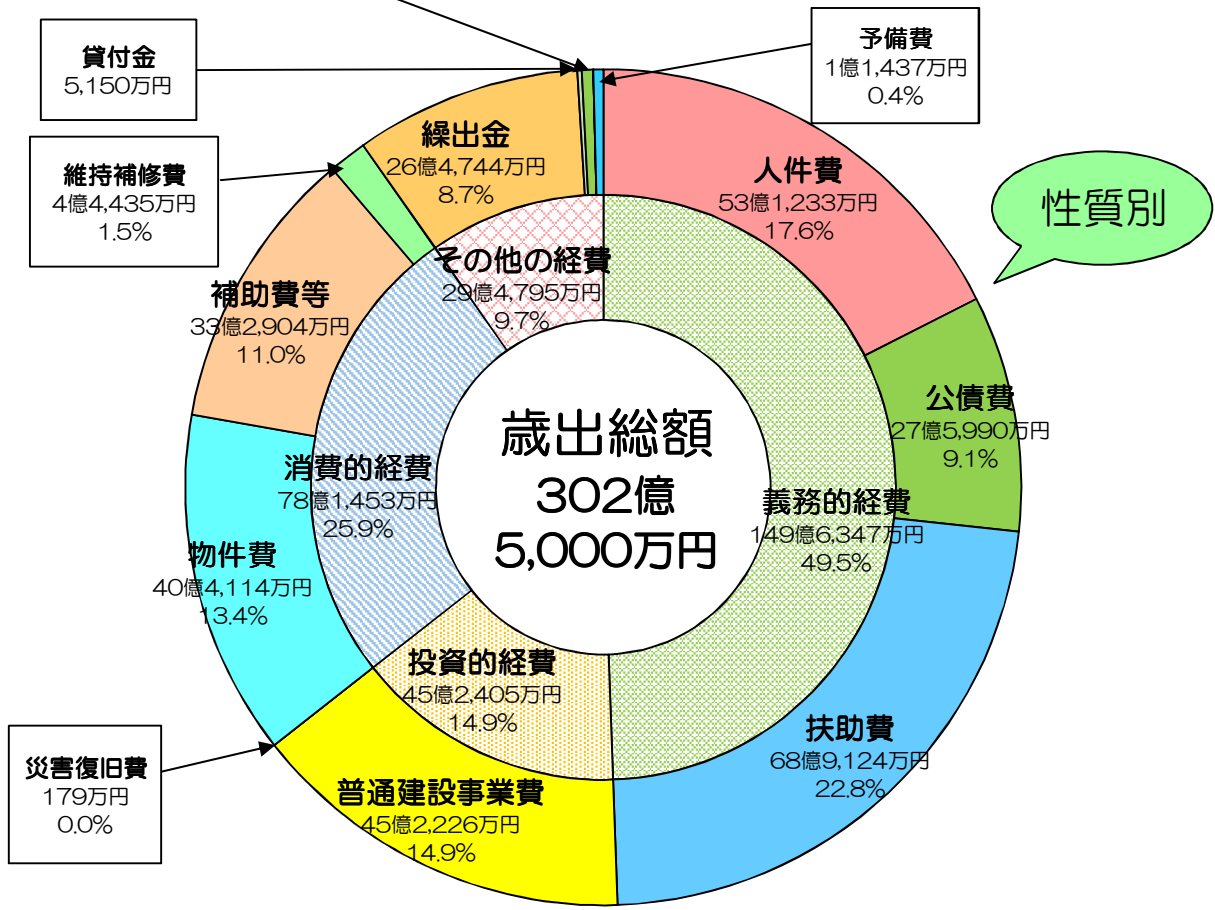 貸付金
5,150万円
予備費
1億1,437万円
0.4%
繰出金
26億4,744万円
8.7%
人件費
53億1,233万円
17.6%
維持補修費
4億4,435万円
1.5%
性質別
その他の経費
29億4,795万円
9.7%
補助費等
33億2,904万円
11.0%
公債費
27億5,990万円
9.1%
歳出総額
302億
5,000万円
消費的経費
78億1,453万円
25.9%
義務的経費
149億6,347万円
49.5%
物件費
40億4,114万円
13.4%
投資的経費
45億2,405万円
14.9%
扶助費
68億9,124万円
22.8%
災害復旧費
179万円
0.0%
普通建設事業費
45億2,226万円
14.9%